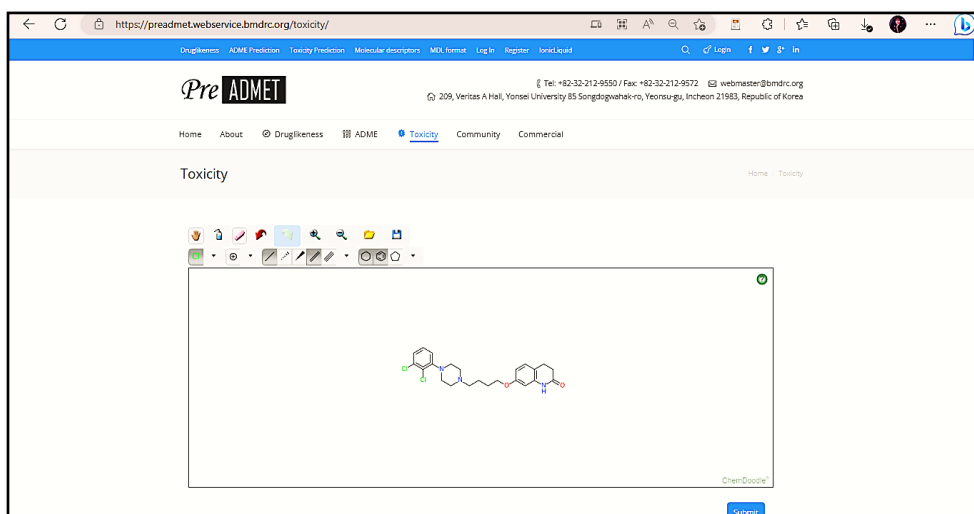 https://preadmet.webservice.bmdrc.org/toxicity/
Druglikeness ADME Prediction Toxicity Prediction Molecular descriptors MDL format Log In Register IonicLiquid Login
Pre ADMET
Tel: +82-32-212-9550 / Fax: +82-32-212-9572 webmaster@bmdrc.org
209, Veritas A Hall, Yonsei University 85 Songdogwahak-ro, Yeonsu-gu, Incheon 21983, Republic of Korea
Home About Druglikeness ADME Toxicity Community Commercial
Toxicity
Home Toxicity
Cl
Cl
N
N
O
N
H
O
ChemDoodle®
Submit